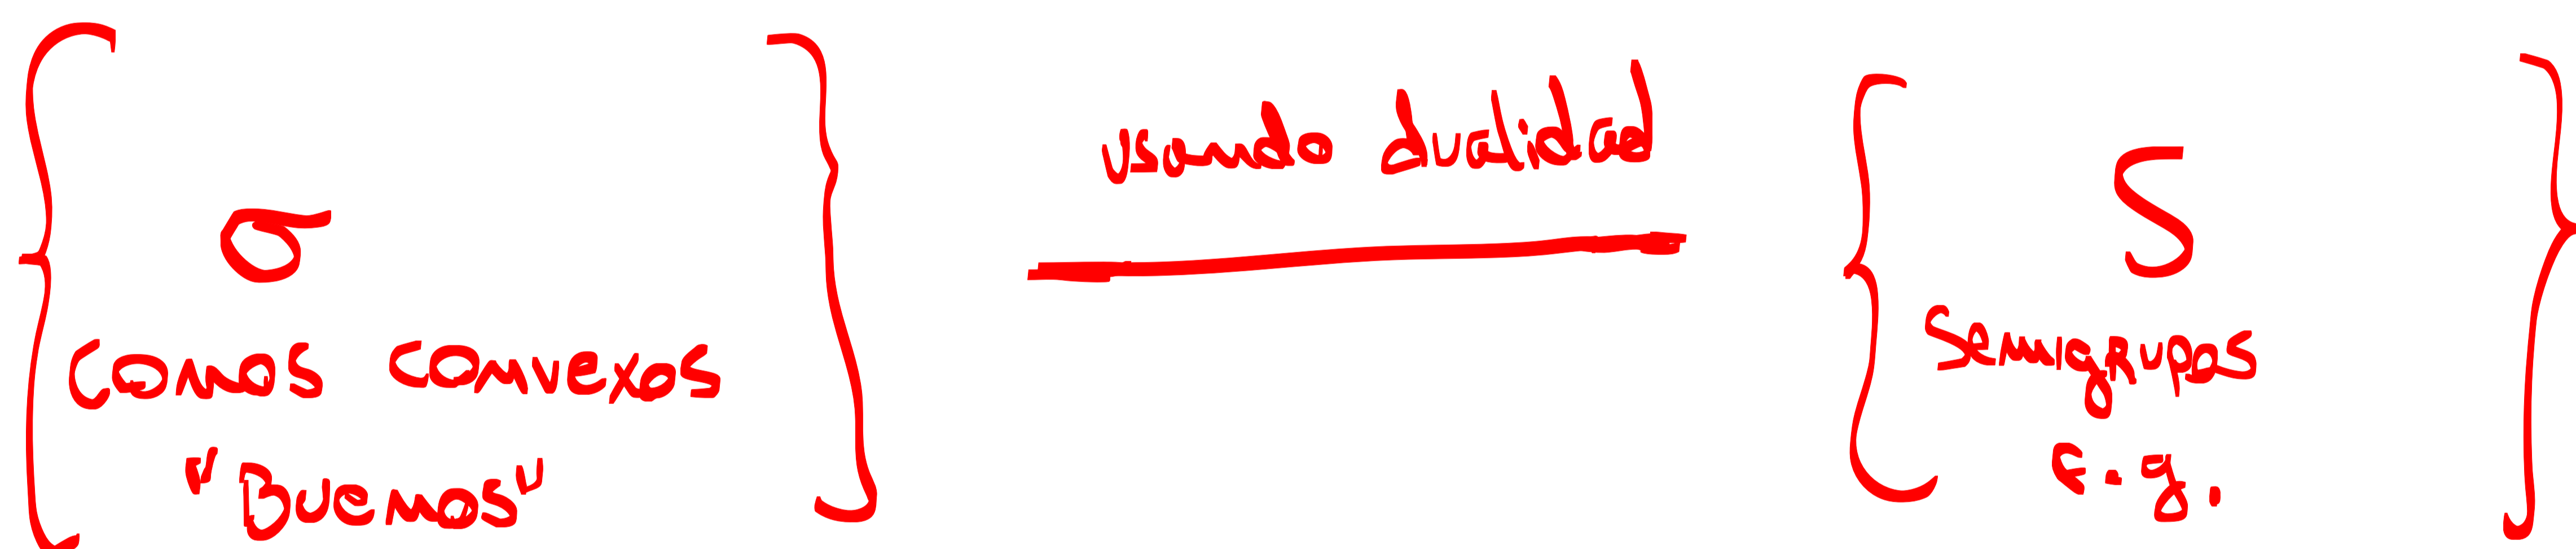 usando dualidad
σ
S
Conos convexos
Semigrupos
"Buenos"
f.g.